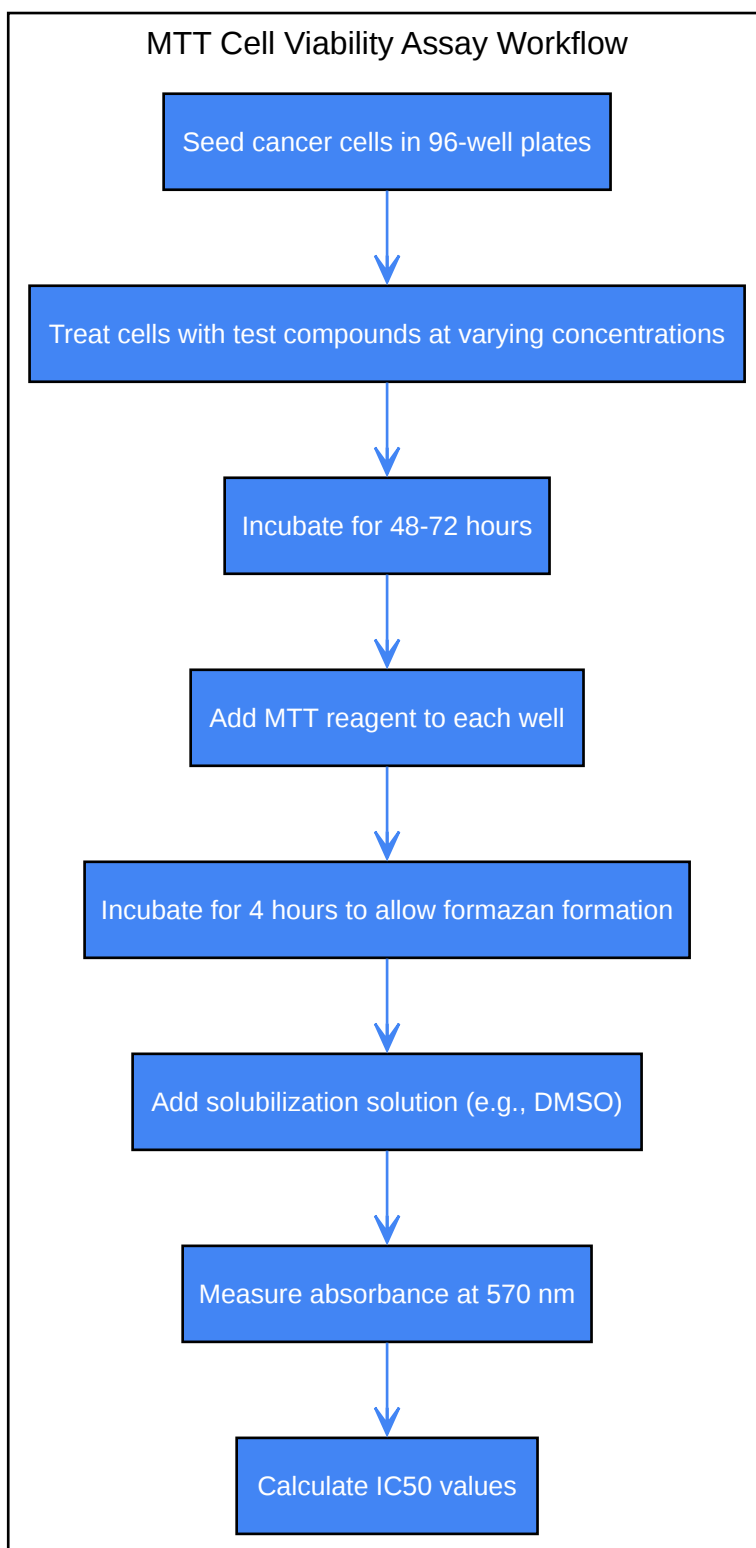 MTT Cell Viability Assay Workflow
Seed cancer cells in 96-well plates
Treat cells with test compounds at varying concentrations
Incubate for 48-72 hours
Add MTT reagent to each well
Incubate for 4 hours to allow formazan formation
Add solubilization solution (e.g., DMSO)
Measure absorbance at 570 nm
Calculate IC50 values